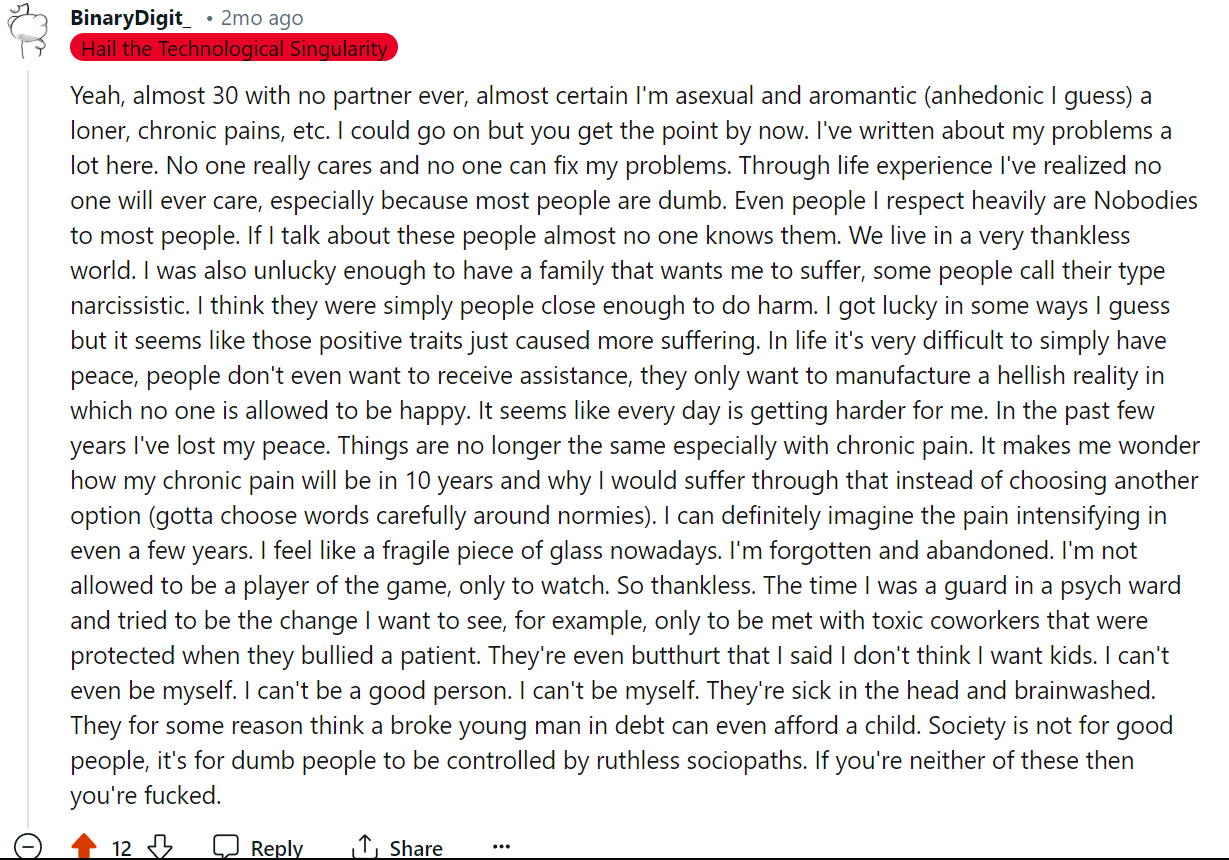 BinaryDigit_ • 2mo ago
Hail the Technological Singularity
Yeah, almost 30 with no partner ever, almost certain I'm asexual and aromantic (anhedonic I guess) a
loner, chronic pains, etc. I could go on but you get the point by now. I've written about my problems a
lot here. No one really cares and no one can fix my problems. Through life experience I've realized no
one will ever care, especially because most people are dumb. Even people I respect heavily are Nobodies
to most people. If I talk about these people almost no one knows them. We live in a very thankless
world. I was also unlucky enough to have a family that wants me to suffer, some people call their type
narcissistic. I think they were simply people close enough to do harm. I got lucky in some ways I guess
but it seems like those positive traits just caused more suffering. In life it's very difficult to simply have
peace, people don't even want to receive assistance, they only want to manufacture a hellish reality in
which no one is allowed to be happy. It seems like every day is getting harder for me. In the past few
years I've lost my peace. Things are no longer the same especially with chronic pain. It makes me wonder
how my chronic pain will be in 10 years and why I would suffer through that instead of choosing another
option (gotta choose words carefully around normies). I can definitely imagine the pain intensifying in
even a few years. I feel like a fragile piece of glass nowadays. I'm forgotten and abandoned. I'm not
allowed to be a player of the game, only to watch. So thankless. The time I was a guard in a psych ward
and tried to be the change I want to see, for example, only to be met with toxic coworkers that were
protected when they bullied a patient. They're even butthurt that I said I don't think I want kids. I can't
even be myself. I can't be a good person. I can't be myself. They're sick in the head and brainwashed.
They for some reason think a broke young man in debt can even afford a child. Society is not for good
people, it's for dumb people to be controlled by ruthless sociopaths. If you're neither of these then
you're fucked.
12 Reply Share ...